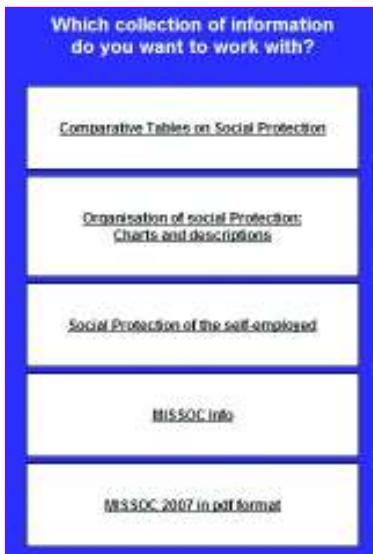 Which collection of information
do you want to work with?
Comparative Tables on Social Protection
Organisation of social Protection:
Charts and descriptions
Social Protection of the self-employed
MISSOC Info
MISSOC 2007 in pdf format